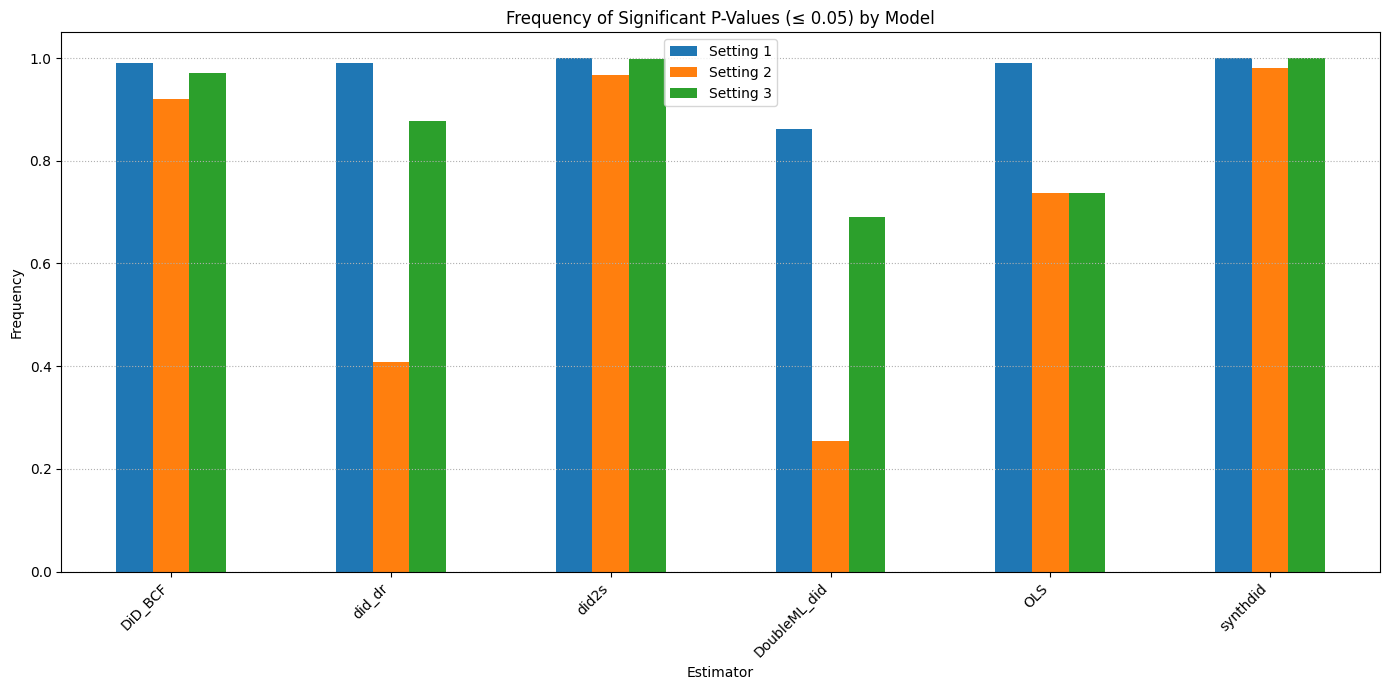 Frequency of Significant P-Values (≤ 0.05) by Model
Setting 1
Setting 2
Setting 3
1.0
0.8
0.6
0.4
0.2
0.0
Frequency
DiD_BCF
did_dr
did2s
DoubleML_did
OLS
synthdid
Estimator